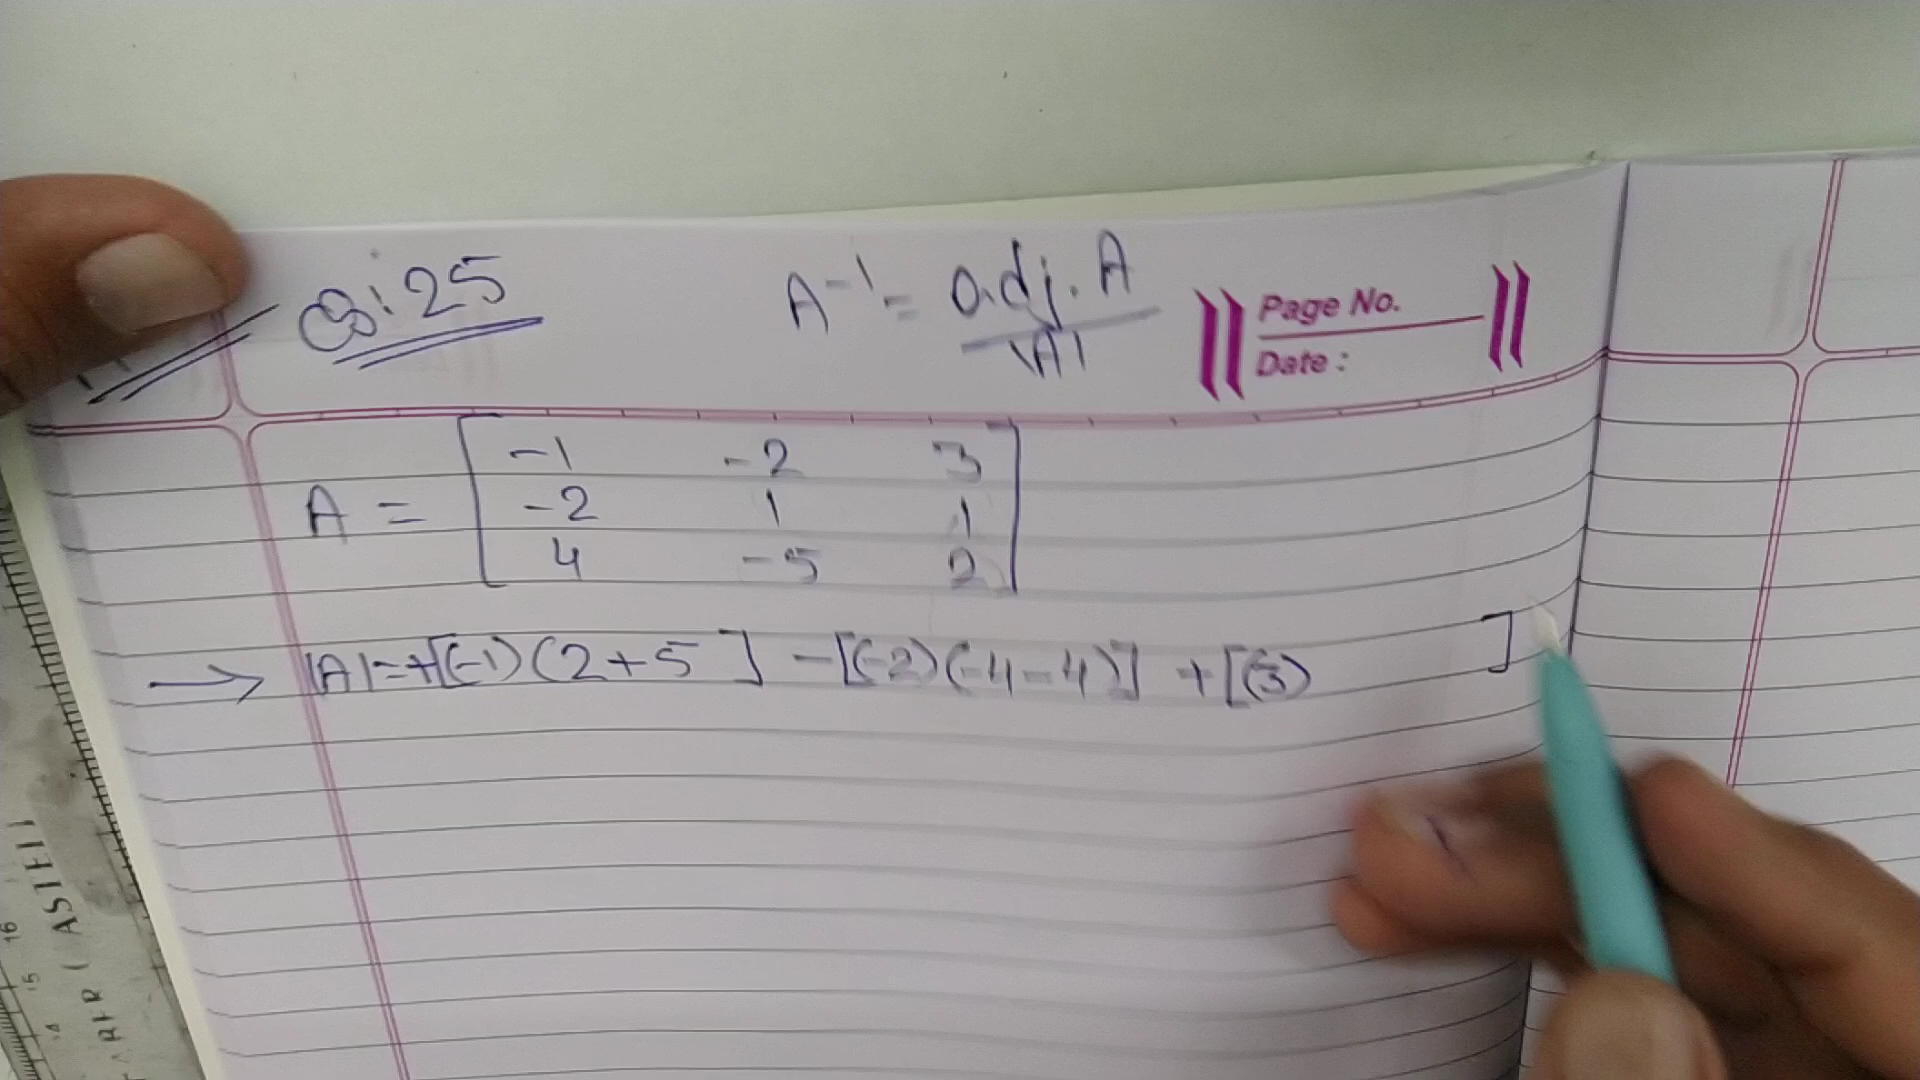 Q: 25
A⁻¹ = adj. A / |A|
Page No.
Date :
A = [ -1 -2 3
-2 1 1
4 -5 2 ]
→ |A| = +[(-1)(2+5] -[(-2)(-4-4)] +[(3) ]